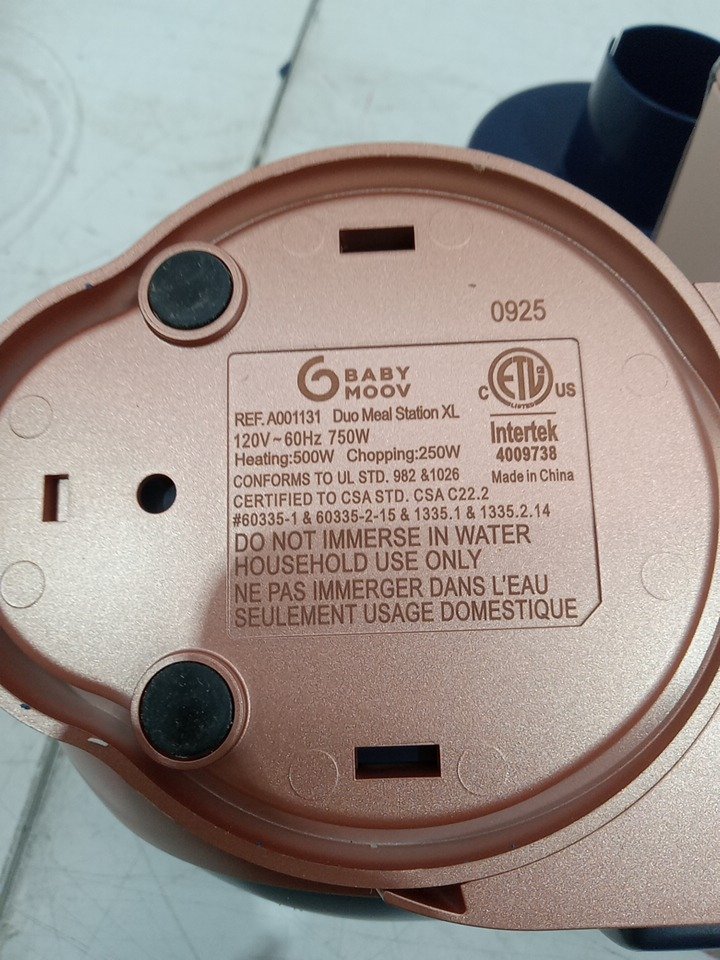 0925
BABY
MOOV
C ETL US
LISTED
Intertek
4009738
Made in China
REF. A001131 Duo Meal Station XL
120V~60Hz 750W
Heating:500W Chopping:250W
CONFORMS TO UL STD. 982 &1026
CERTIFIED TO CSA STD. CSA C22.2
#60335-1 & 60335-2-15 & 1335.1 & 1335.2.14
DO NOT IMMERSE IN WATER
HOUSEHOLD USE ONLY
NE PAS IMMERGER DANS L'EAU
SEULEMENT USAGE DOMESTIQUE